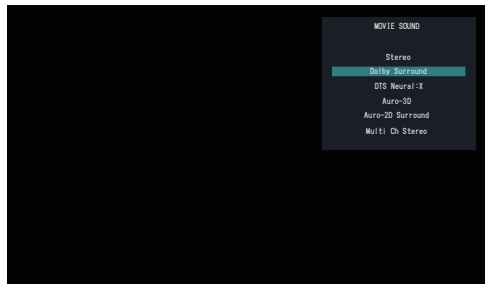 MOVIE SOUND
Stereo
Dolby Surround
DTS Neural:X
Auro-3D
Auro-2D Surround
Multi Ch Stereo